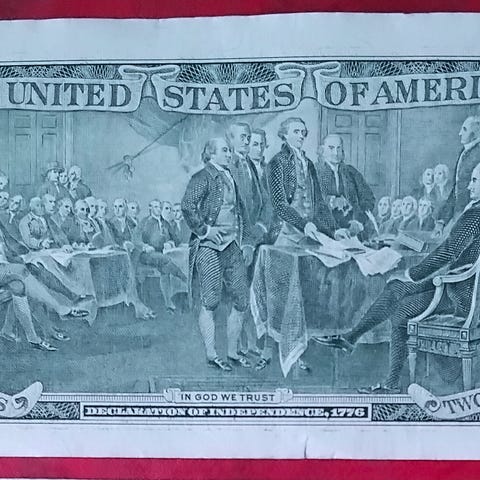 UNITED STATES OF AMERI
IN GOD WE TRUST
DECLARATION OF INDEPENDENCE, 1776
TWO